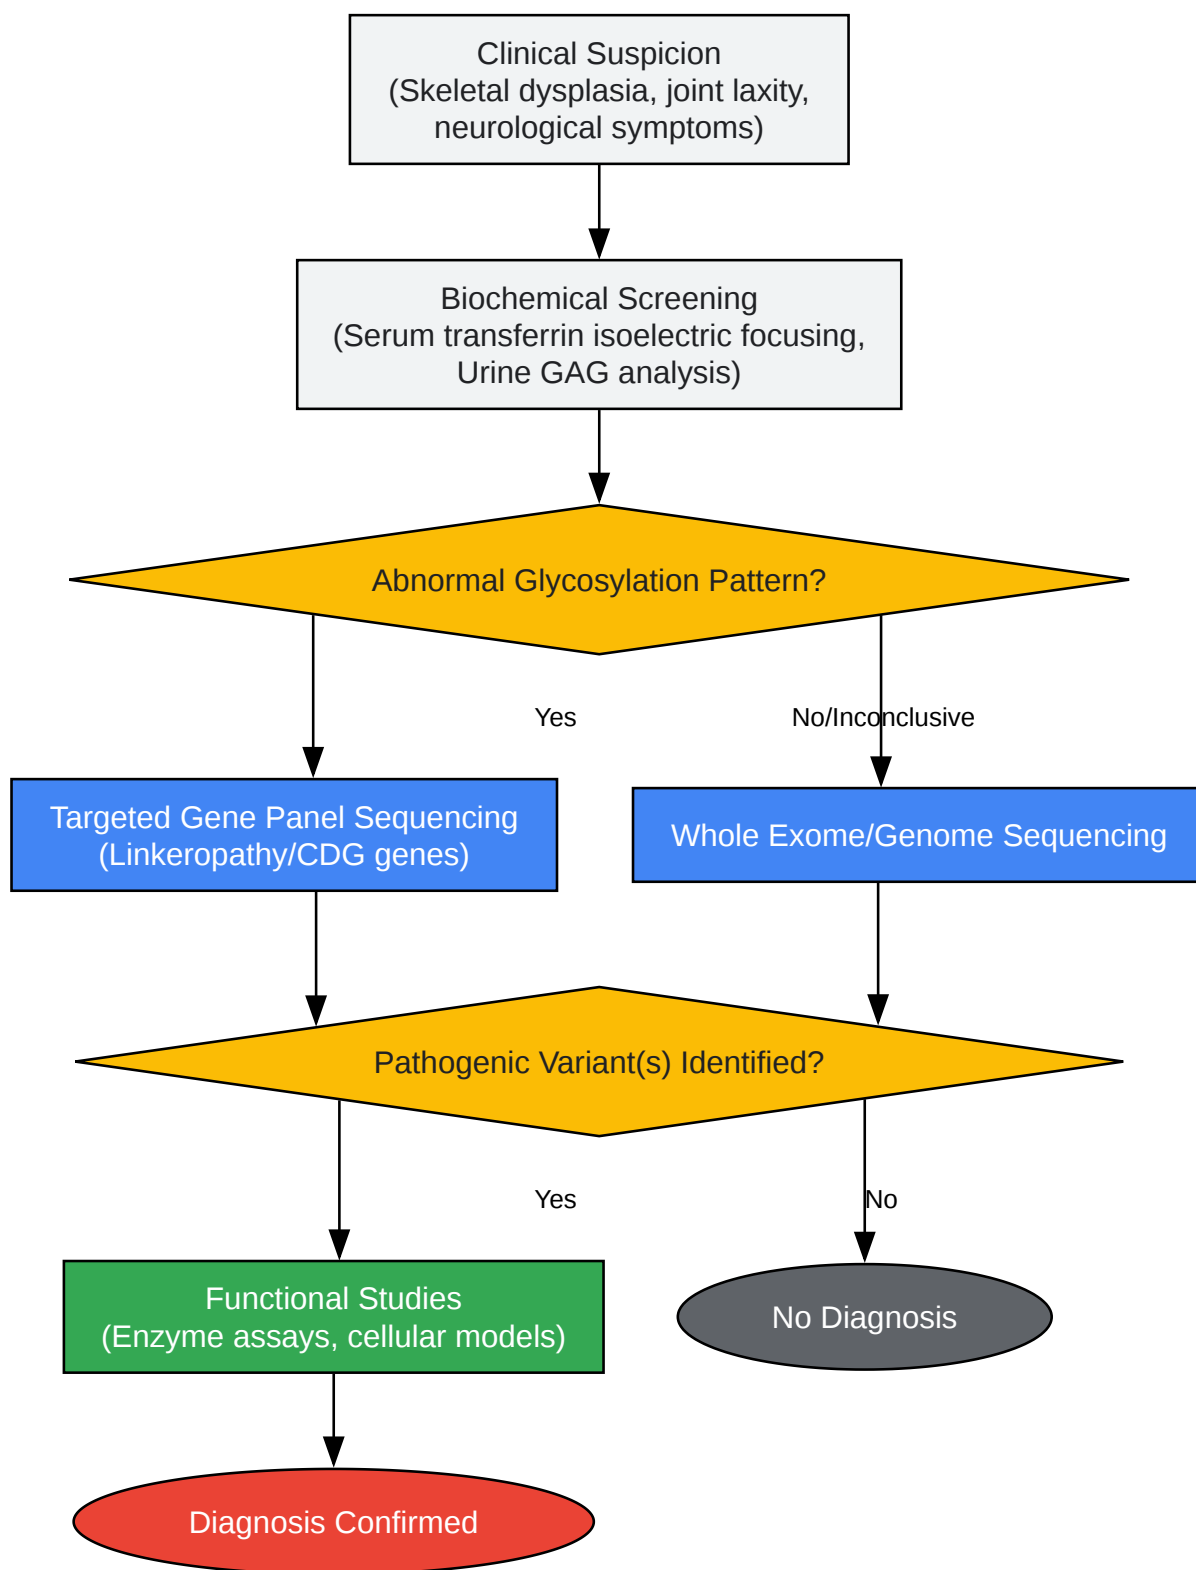 Clinical Suspicion
(Skeletal dysplasia, joint laxity,
neurological symptoms)
Biochemical Screening
(Serum transferrin isoelectric focusing,
Urine GAG analysis)
Abnormal Glycosylation Pattern?
Yes
No/Inconclusive
Targeted Gene Panel Sequencing
(Linkeropathy/CDG genes)
Whole Exome/Genome Sequencing
Pathogenic Variant(s) Identified?
Yes
No
Functional Studies
(Enzyme assays, cellular models)
No Diagnosis
Diagnosis Confirmed